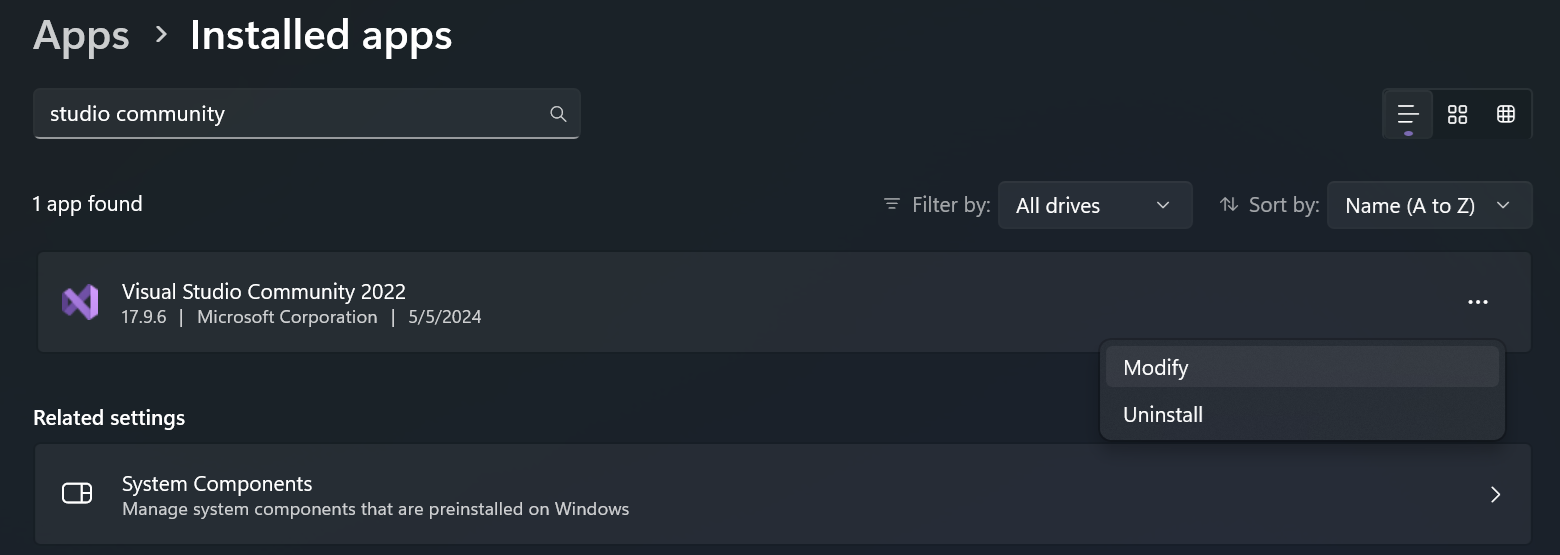 Apps > Installed apps
studio community
1 app found
Filter by: All drives
Sort by: Name (A to Z)
Visual Studio Community 2022
17.9.6 | Microsoft Corporation | 5/5/2024
Modify
Uninstall
Related settings
System Components
Manage system components that are preinstalled on Windows